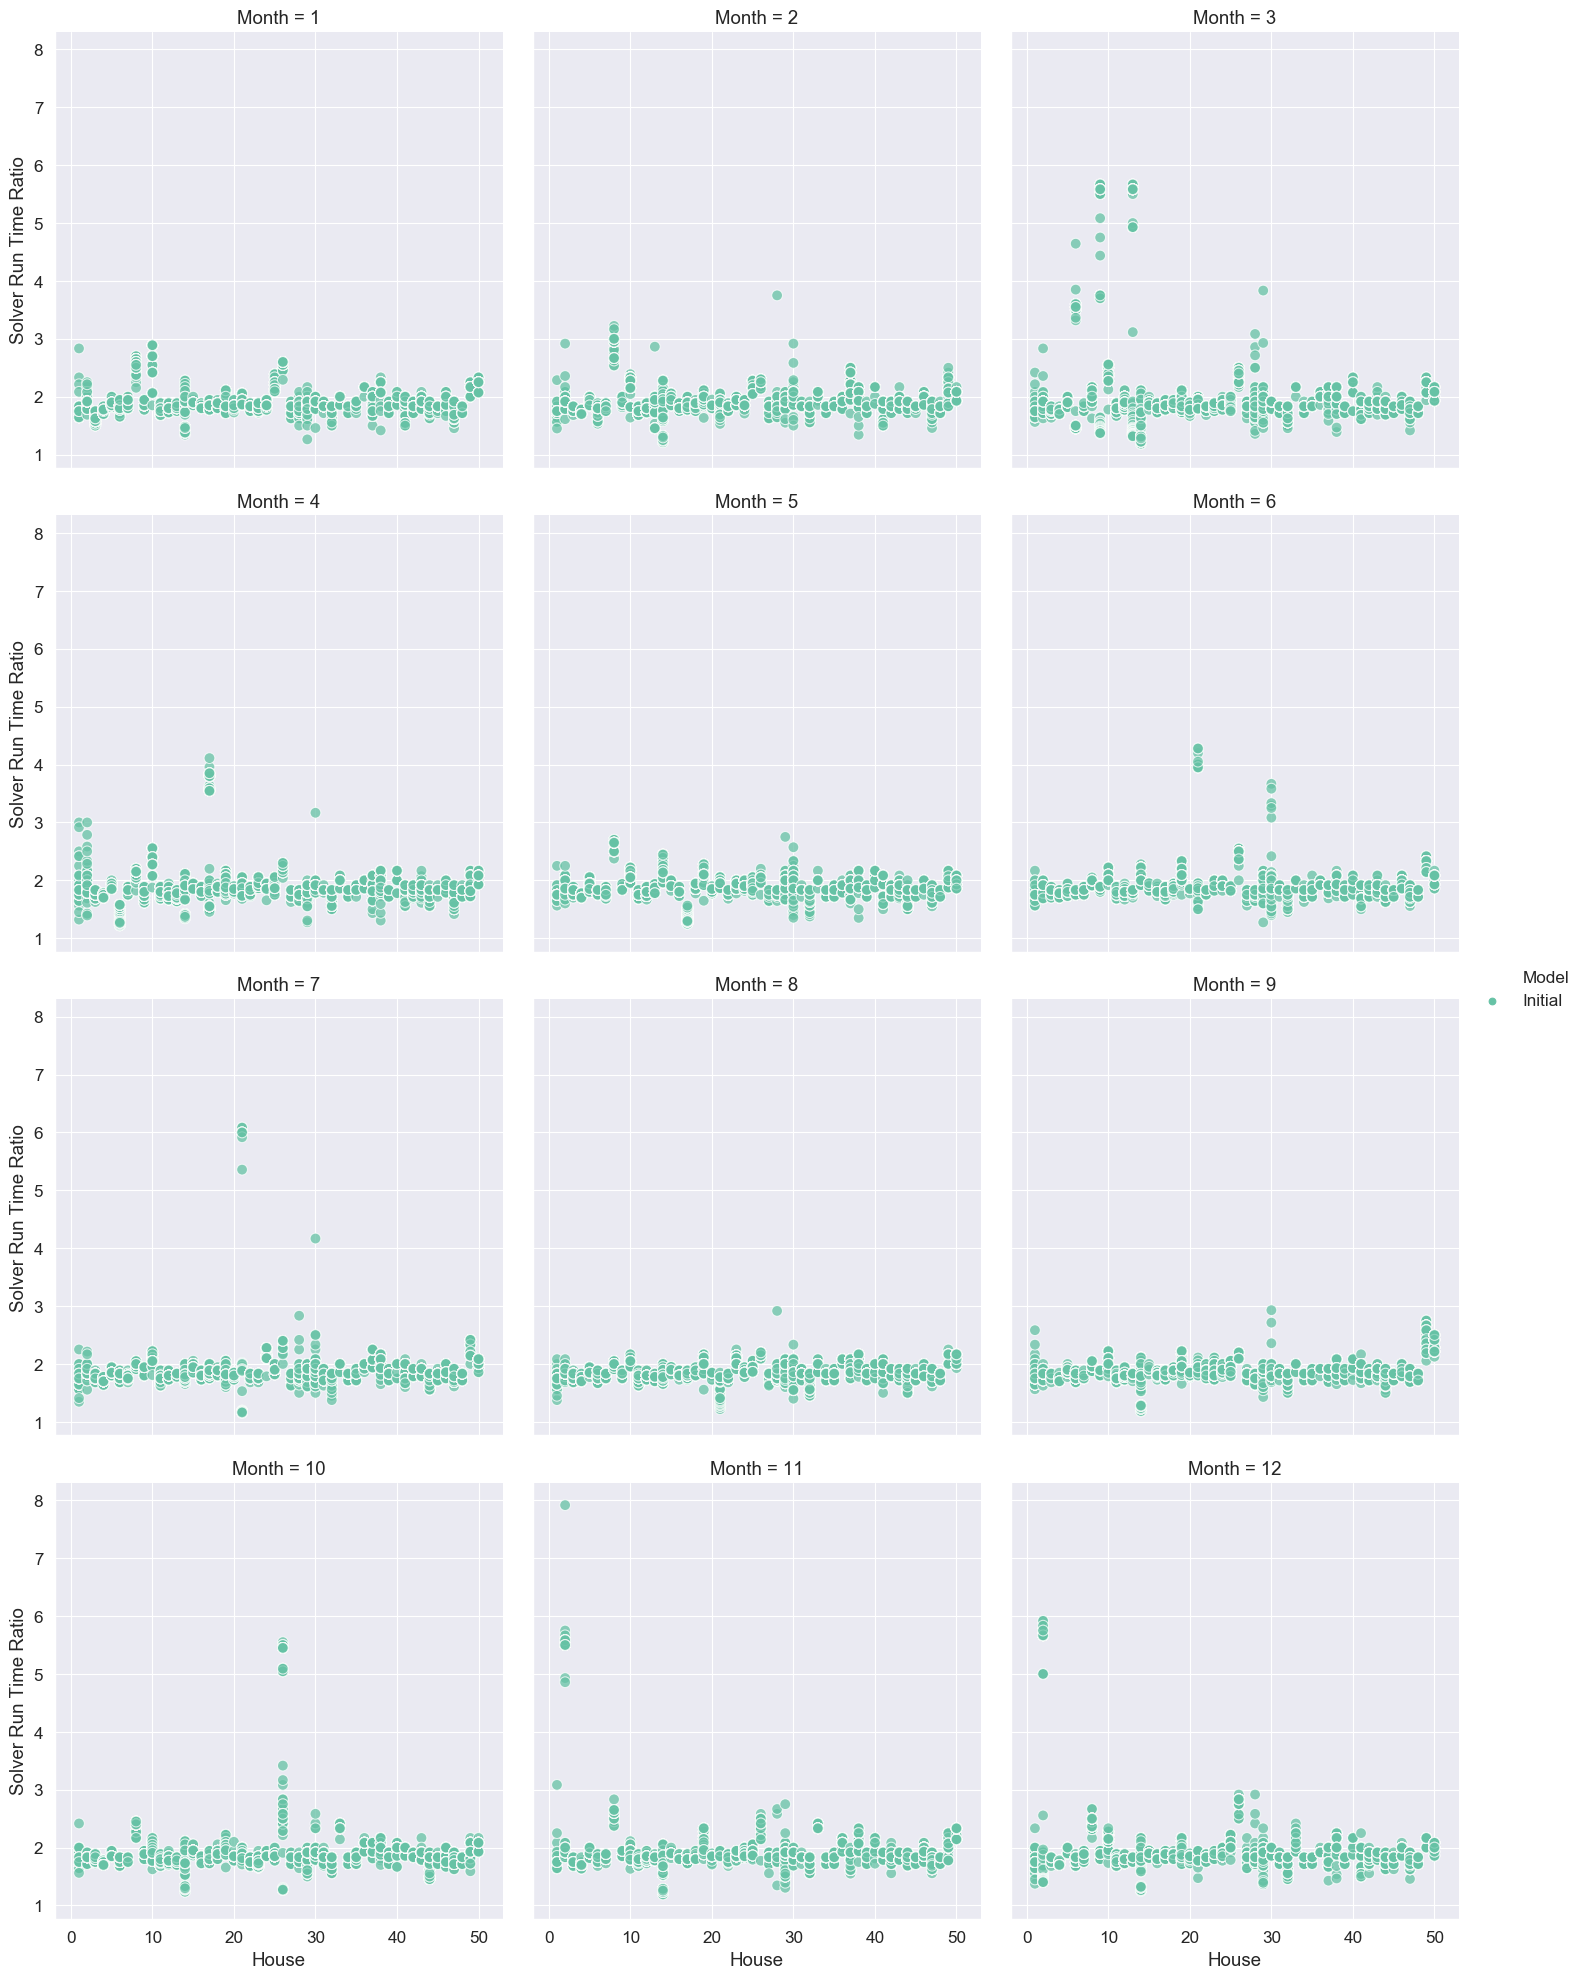 Month = 1
Month = 2
Month = 3
8
7
6
5
4
3
2
1
Solver Run Time Ratio
Month = 4
Month = 5
Month = 6
8
7
6
5
4
3
2
1
Solver Run Time Ratio
Month = 7
Month = 8
Month = 9
8
7
6
5
4
3
2
1
Solver Run Time Ratio
Model
Initial
Month = 10
Month = 11
Month = 12
8
7
6
5
4
3
2
1
Solver Run Time Ratio
0 10 20 30 40 50
House
0 10 20 30 40 50
House
0 10 20 30 40 50
House